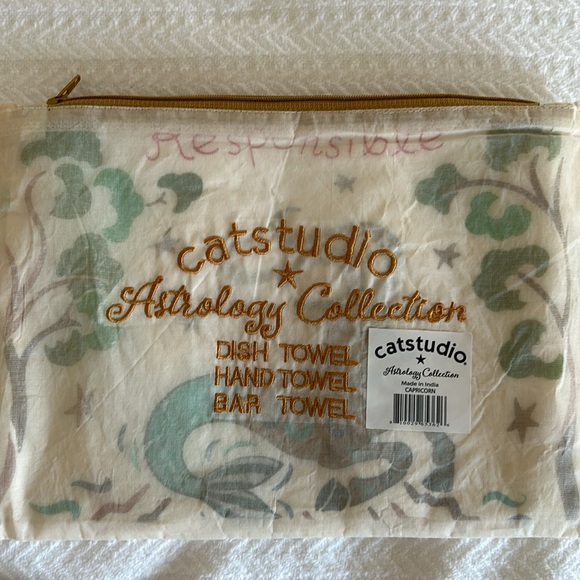 Responsible
catstudio
Astrology Collection
DISH TOWEL
HAND TOWEL
BAR TOWEL
catstudio®
Astrology Collection
Made in India
CAPRICORN